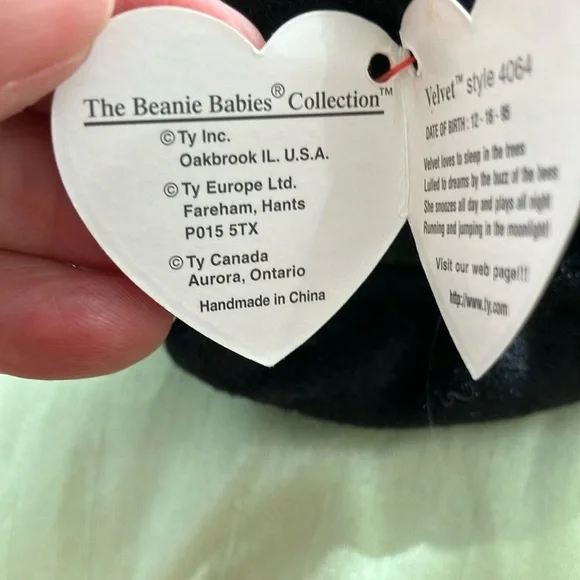 The Beanie Babies® Collection™
©Ty Inc.
Oakbrook IL. U.S.A.
©Ty Europe Ltd.
Fareham, Hants
P015 5TX
©Ty Canada
Aurora, Ontario
Handmade in China
Velvet™ style 4064
DATE OF BIRTH : 12 - 16 - 95
Velvet loves to sleep in the trees
Lulled to dreams by the buzz of the bees
She snoozes all day and plays all night
Running and jumping in the moonlight!
Visit our web page!!!
http://www.ty.com